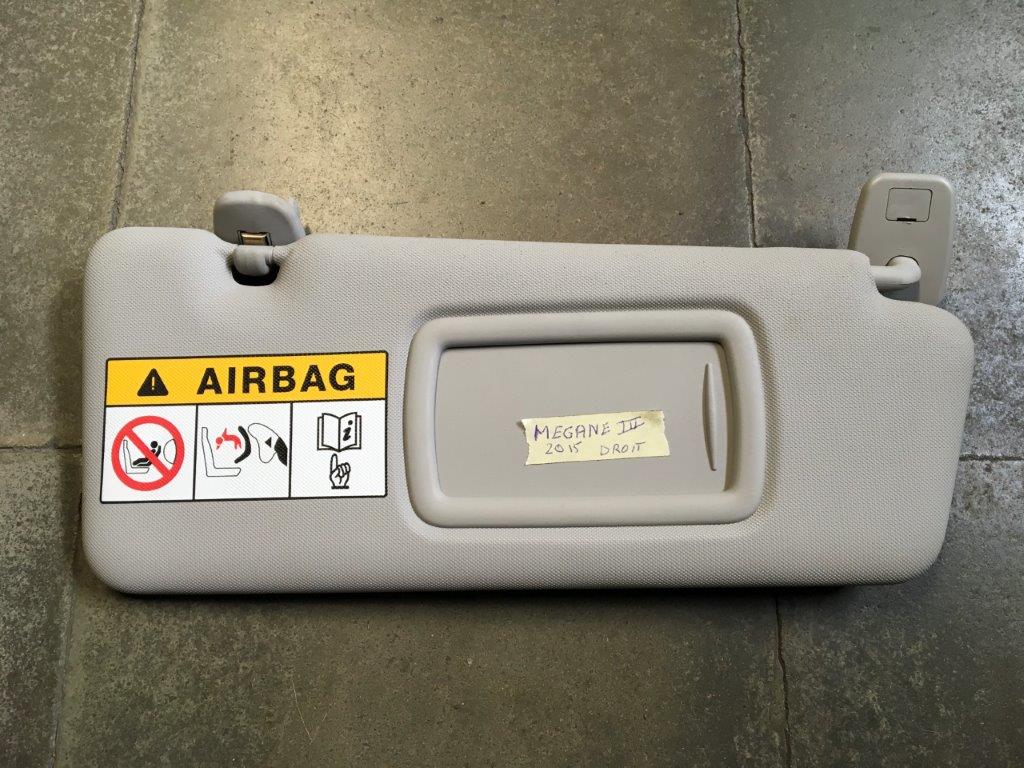 AIRBAG
i
MEGANE III
2015 DROIT